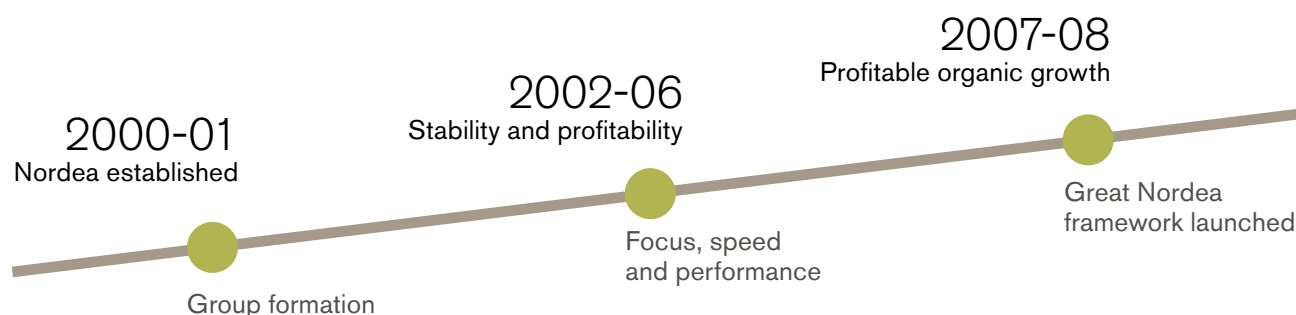 2000-01
Nordea established
Group formation
2002-06
Stability and profitability
Focus, speed
and performance
2007-08
Profitable organic growth
Great Nordea
framework launched